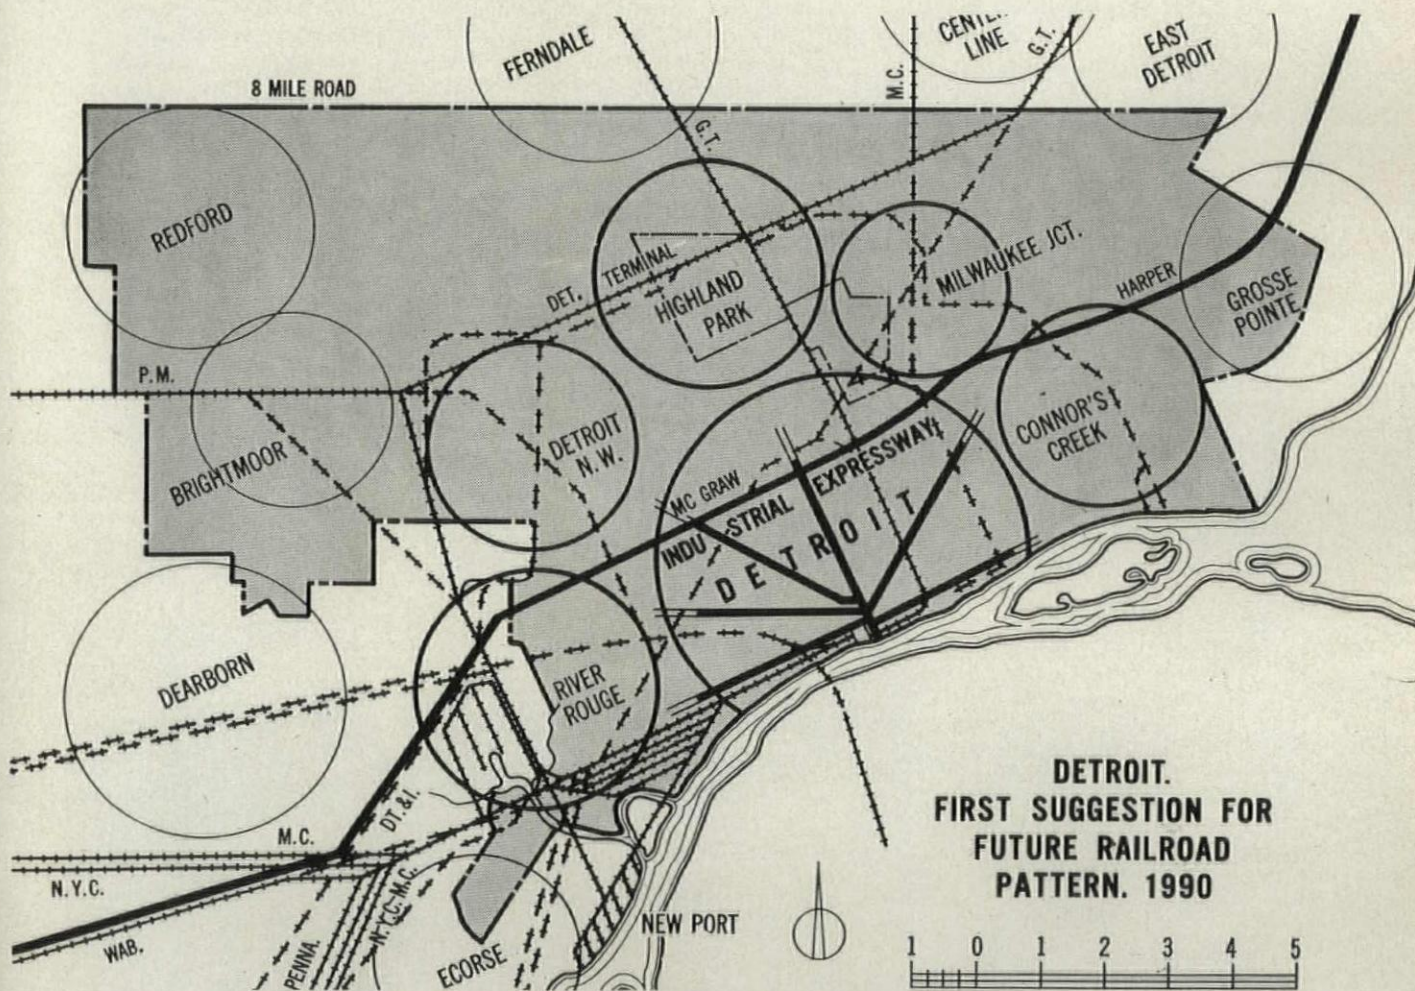 FERNDALE
CENTER
LINE
G.T.
EAST
DETROIT
M.C.
8 MILE ROAD
G.T.
REDFORD
MILWAUKEE JCT.
TERMINAL
DET.
HIGHLAND
PARK
HARPER
GROSSE
POINTE
P.M.
CONNOR'S
CREEK
DETROIT
N.W.
BRIGHTMOOR
MC GRAW
EXPRESSWAY
INDU STRIAL
DETROIT
DEARBORN
RIVER
ROUGE
DT. & I.
M.C.
N.Y.C.
WAB.
PENNA.
N.Y.C. M.C.
ECORSE
NEW PORT
DETROIT.
FIRST SUGGESTION FOR
FUTURE RAILROAD
PATTERN. 1990
1 0 1 2 3 4 5